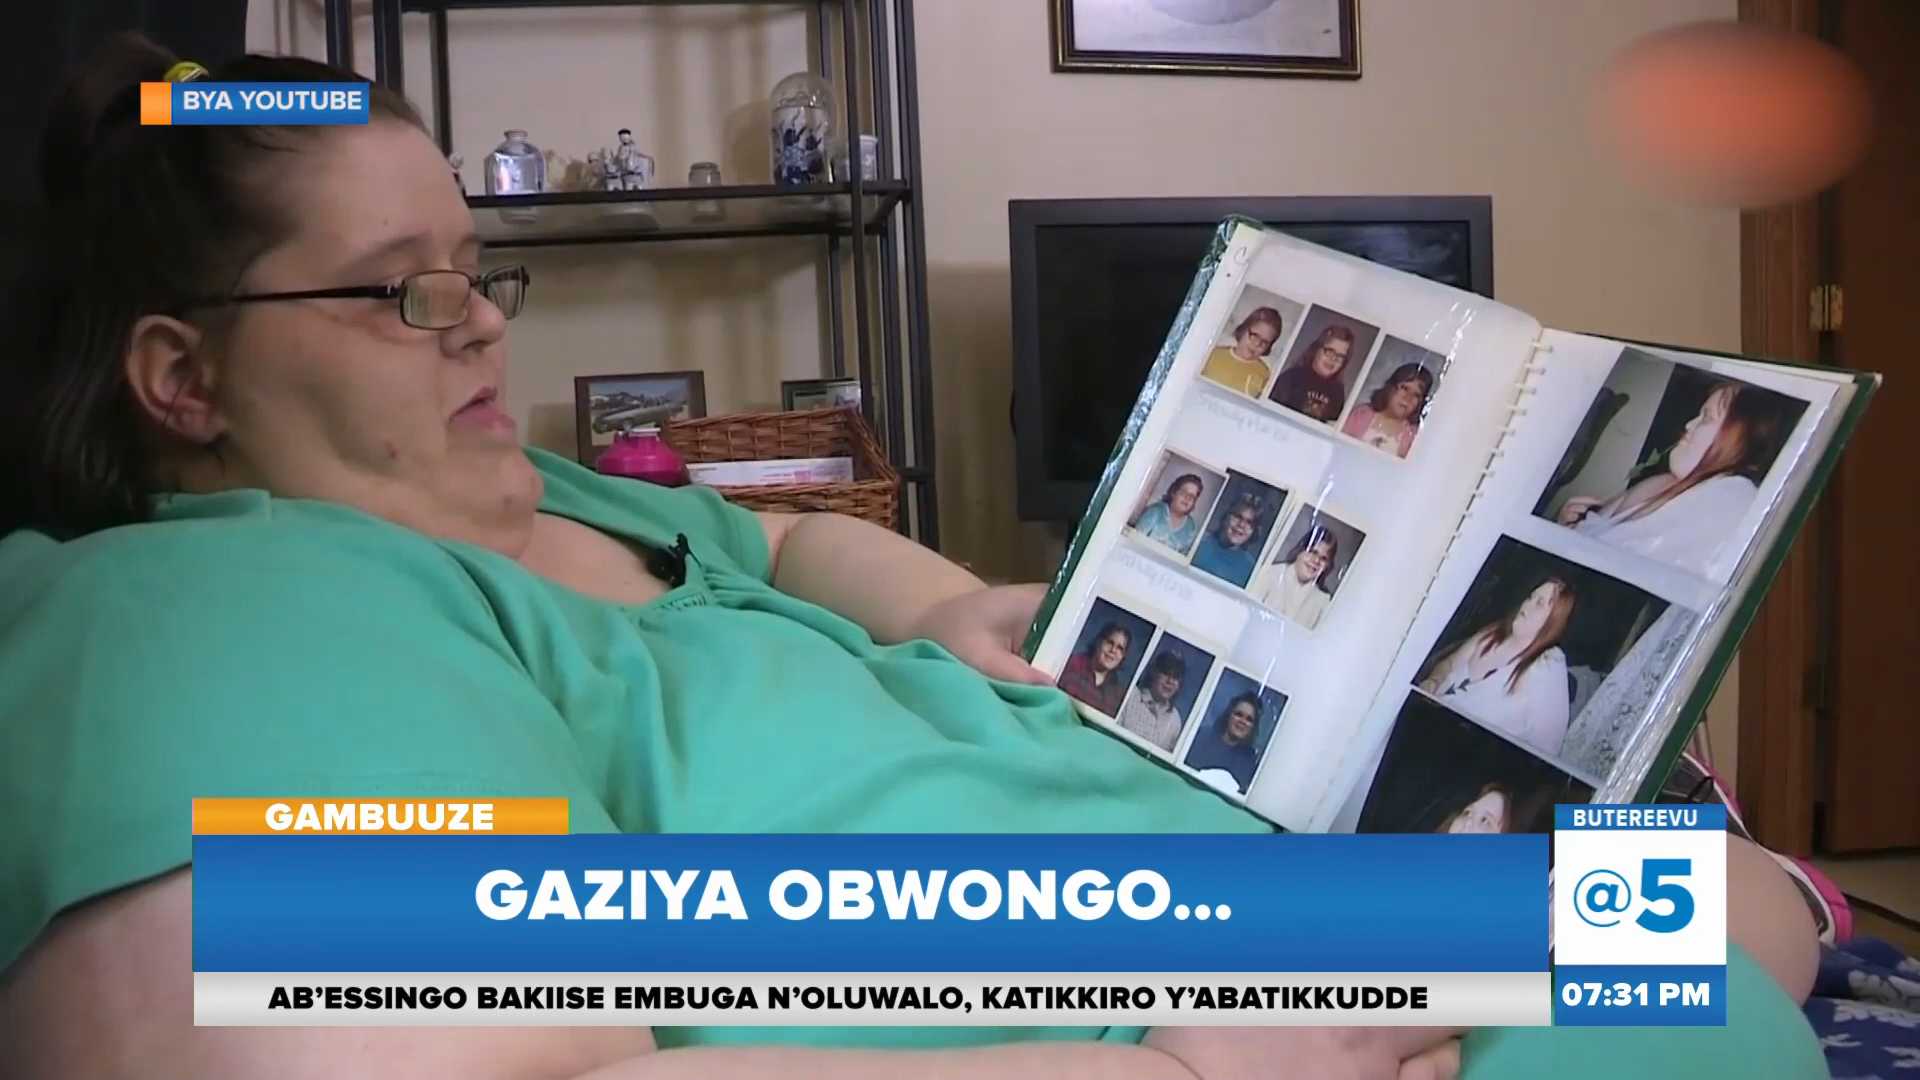 BYA YOUTUBE
GAMBUUZE
GAZIYA OBWONGO...
BUTEREEVU
@5
AB'ESSINGO BAKIISE EMBUGA N'OLUWALO, KATIKKIRO Y'ABATIKKUDDE
07:31 PM